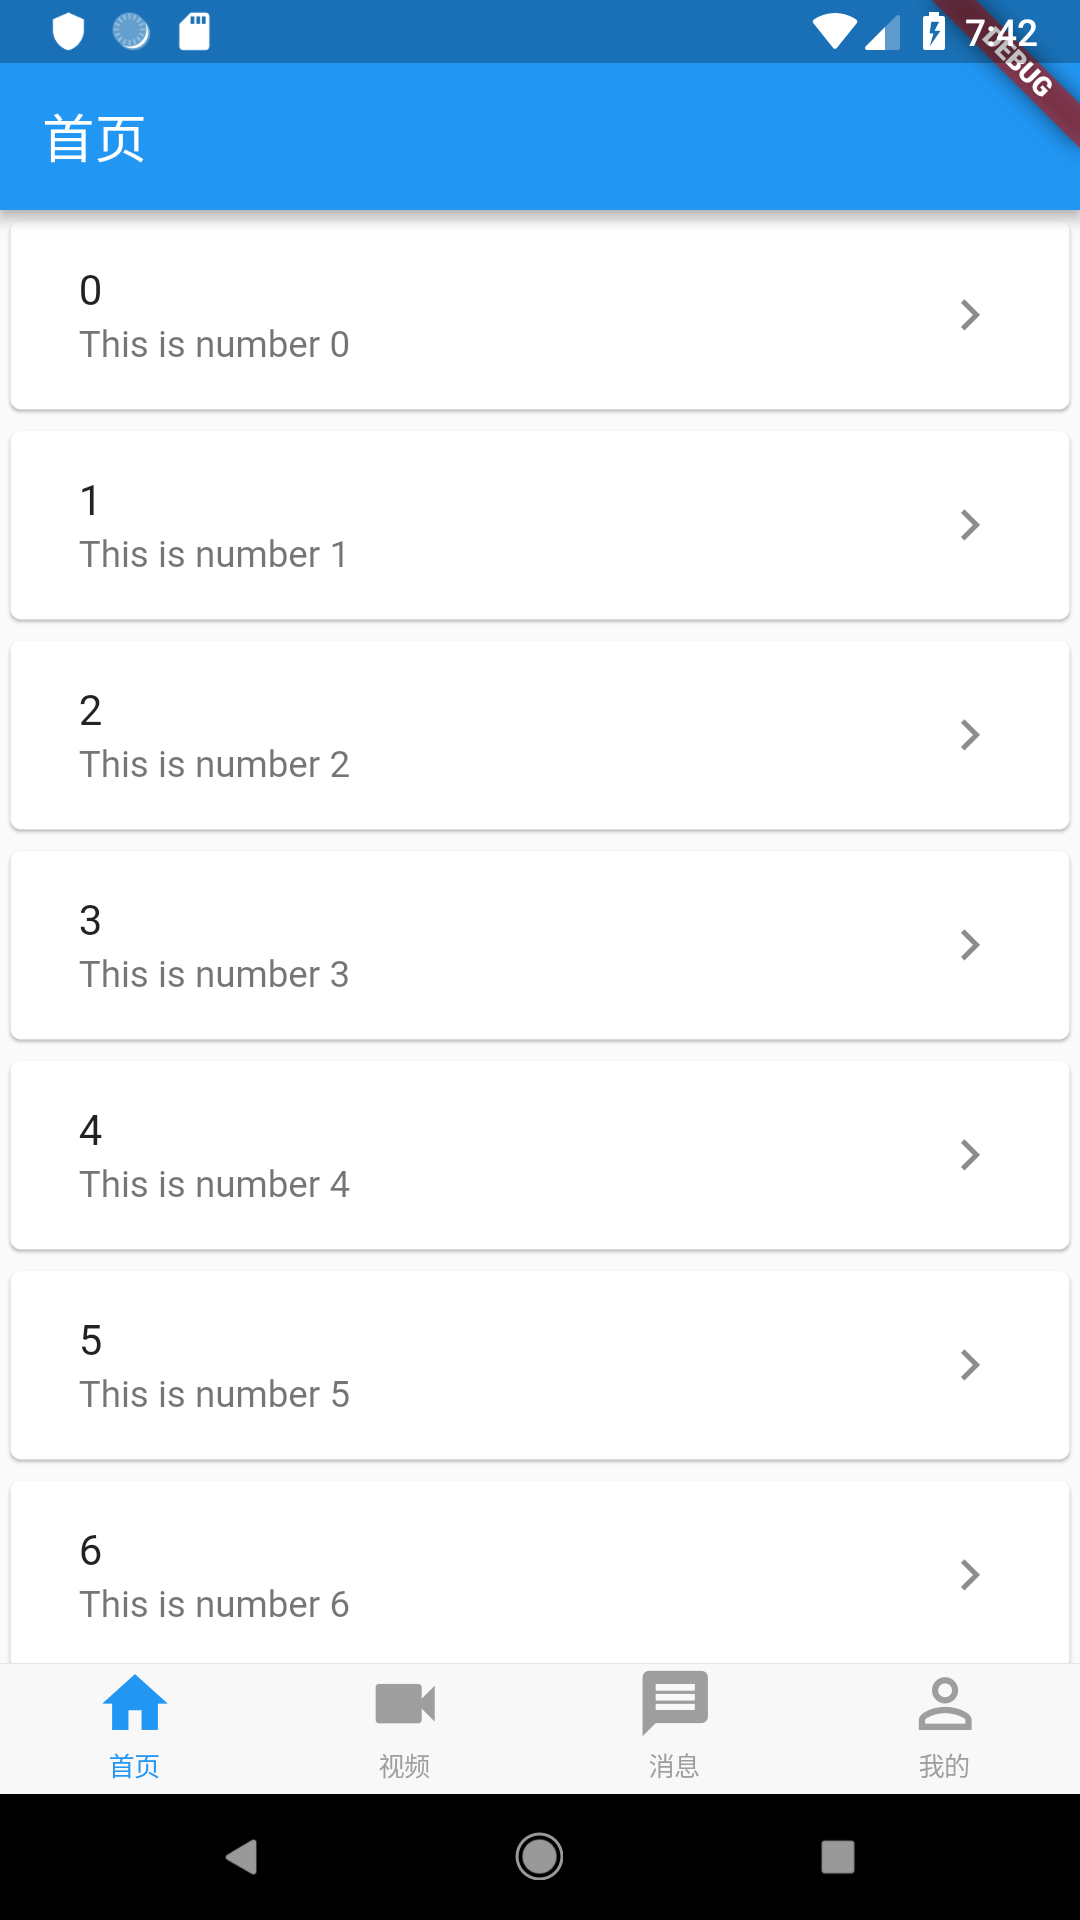 7:42
DEBUG
首页
0
This is number 0
1
This is number 1
2
This is number 2
3
This is number 3
4
This is number 4
5
This is number 5
6
This is number 6
首页
视频
消息
我的